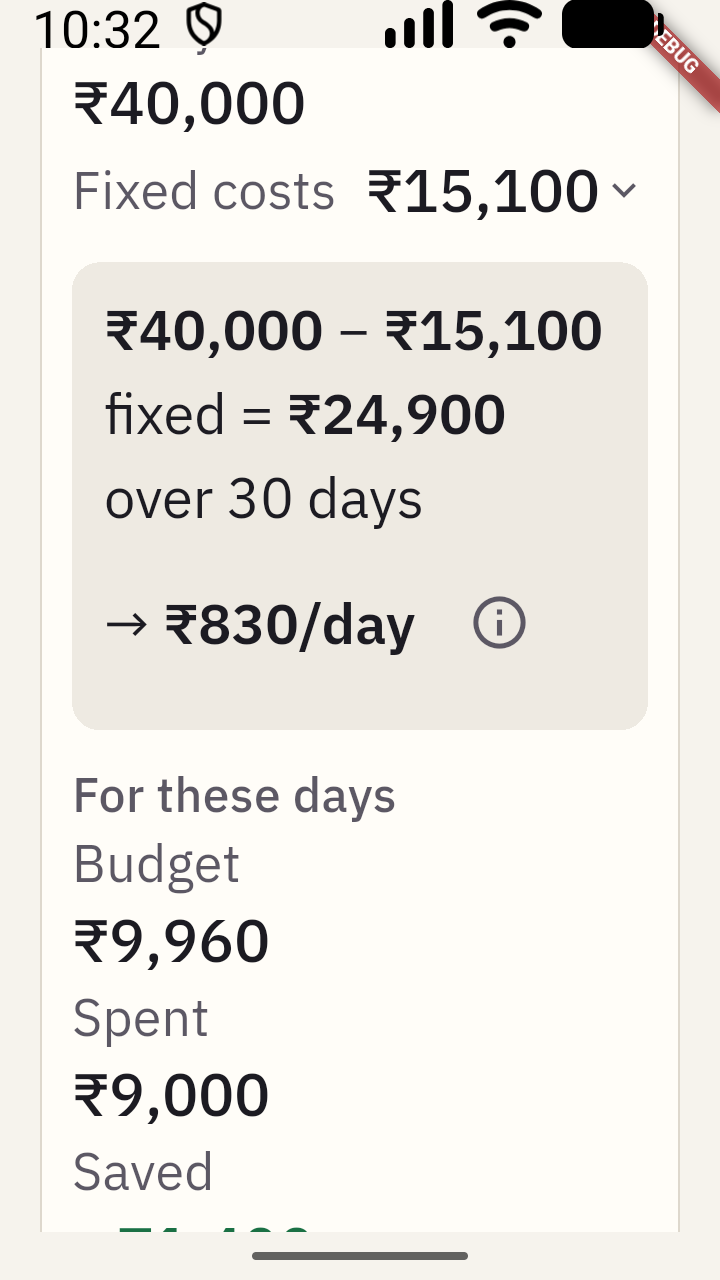 10:32
₹40,000
Fixed costs ₹15,100
₹40,000 – ₹15,100
fixed = ₹24,900
over 30 days
→ ₹830/day
For these days
Budget
₹9,960
Spent
₹9,000
Saved